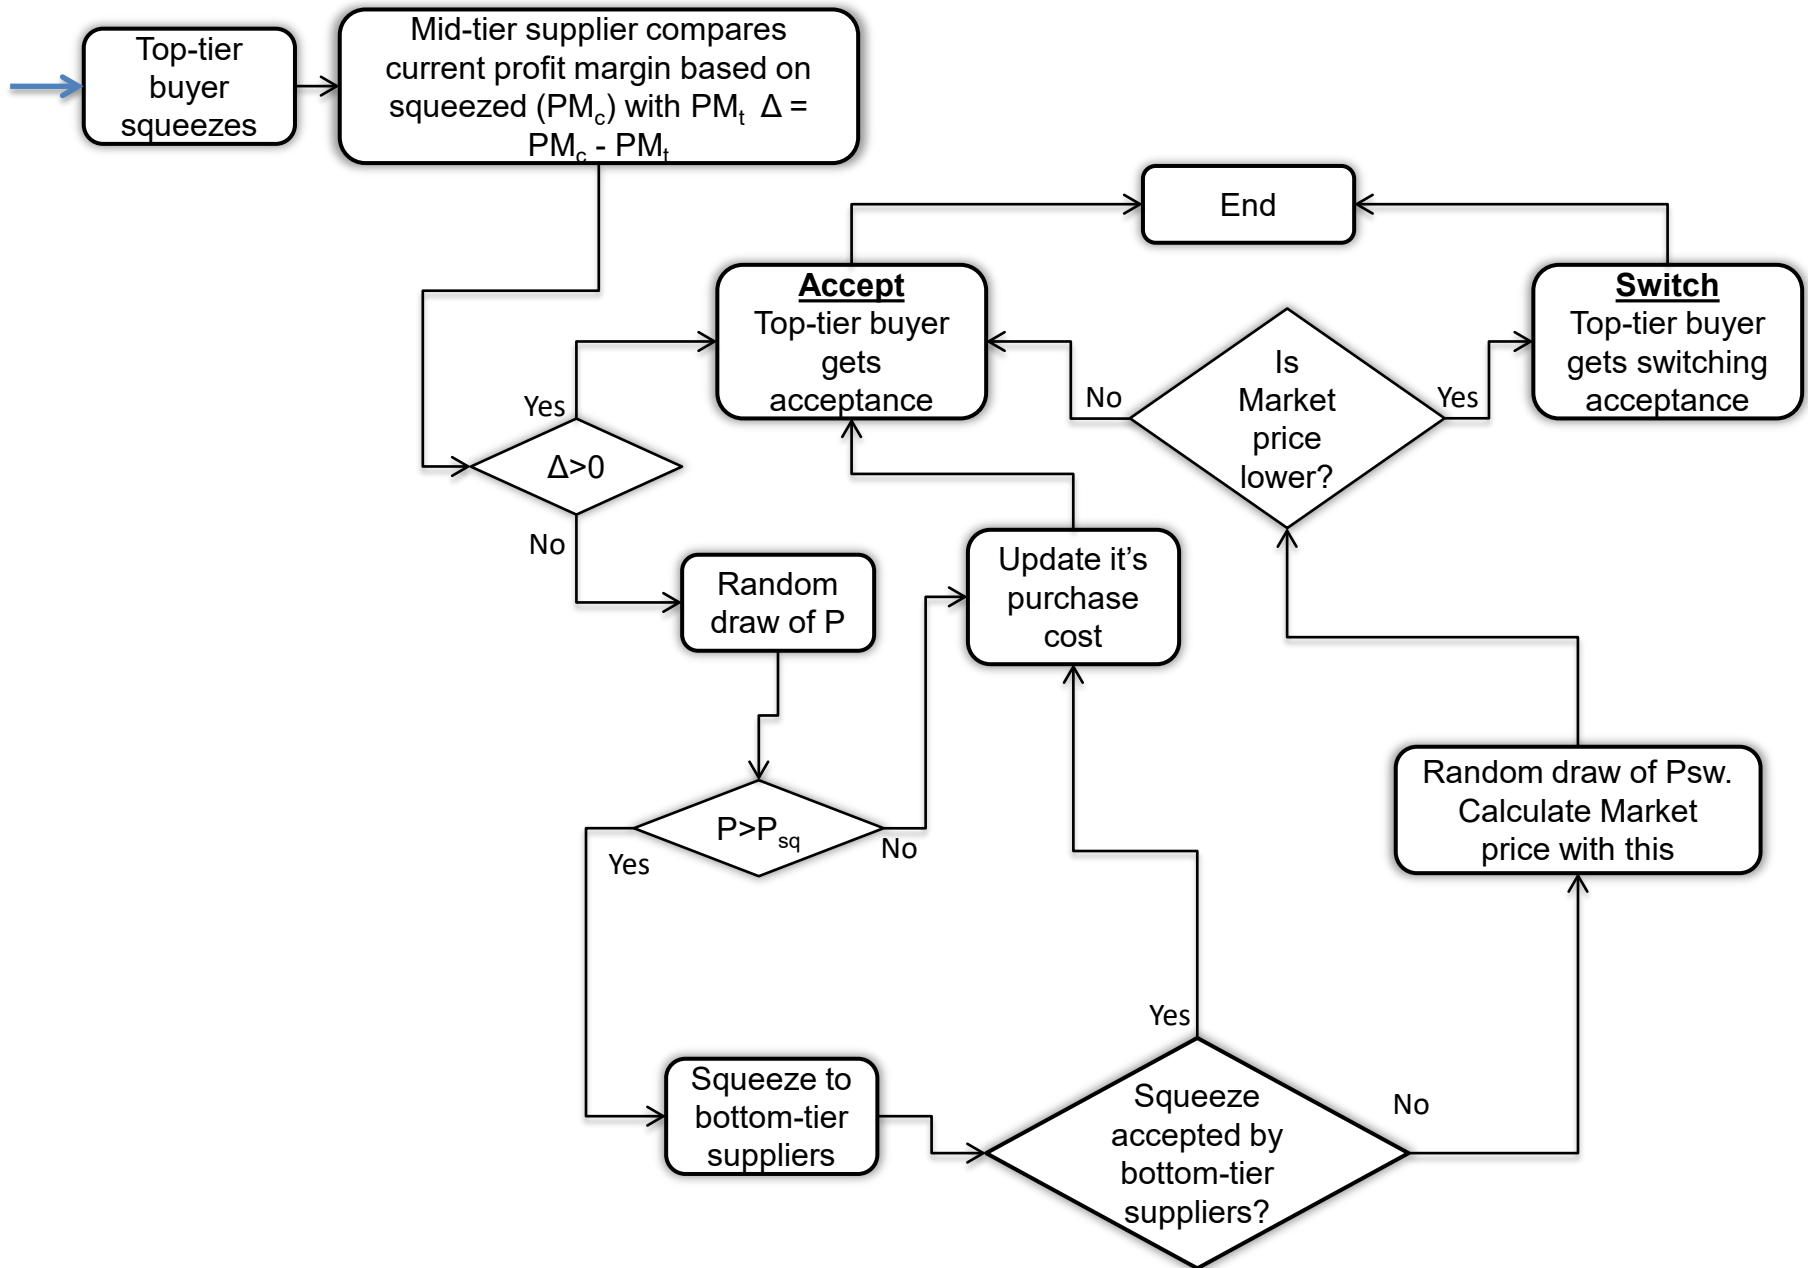 Top-tier
buyer
squeezes
Mid-tier supplier compares
current profit margin based on
squeezed (PMc) with PMt Δ =
PMc - PMt
End
Accept
Top-tier buyer
gets
acceptance
Switch
Top-tier buyer
gets switching
acceptance
Is
Market
price
lower?
No
Yes
Yes
Δ>0
No
Random
draw of P
Update it's
purchase
cost
P>Psq
Yes
No
Random draw of Psw.
Calculate Market
price with this
Yes
Squeeze to
bottom-tier
suppliers
Squeeze
accepted by
bottom-tier
suppliers?
No